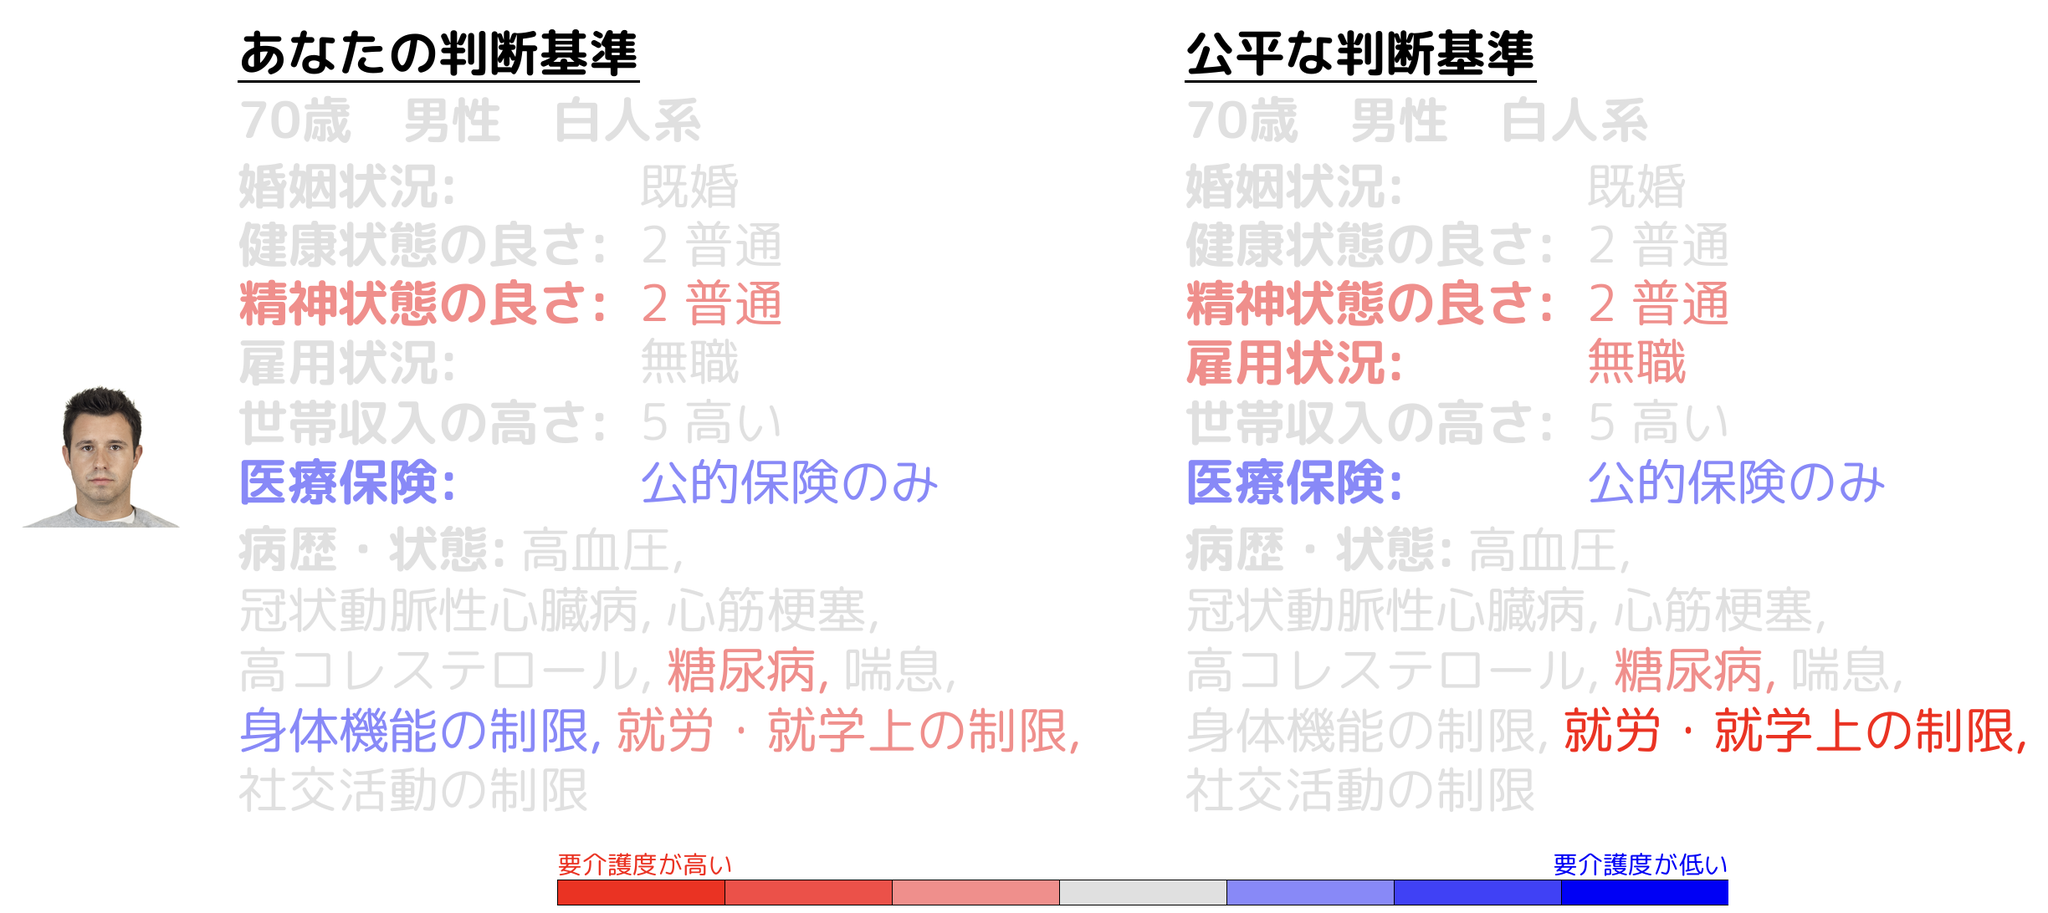 あなたの判断基準
70歳 男性 白人系
婚姻状況: 既婚
健康状態の良さ: 2 普通
精神状態の良さ: 2 普通
雇用状況: 無職
世帯収入の高さ: 5 高い
医療保険: 公的保険のみ
病歴・状態: 高血圧,
冠状動脈性心臓病, 心筋梗塞,
高コレステロール, 糖尿病, 喘息,
身体機能の制限, 就労・就学上の制限,
社交活動の制限
公平な判断基準
70歳 男性 白人系
婚姻状況: 既婚
健康状態の良さ: 2 普通
精神状態の良さ: 2 普通
雇用状況: 無職
世帯収入の高さ: 5 高い
医療保険: 公的保険のみ
病歴・状態: 高血圧,
冠状動脈性心臓病, 心筋梗塞,
高コレステロール, 糖尿病, 喘息,
身体機能の制限, 就労・就学上の制限,
社交活動の制限
要介護度が高い
要介護度が低い